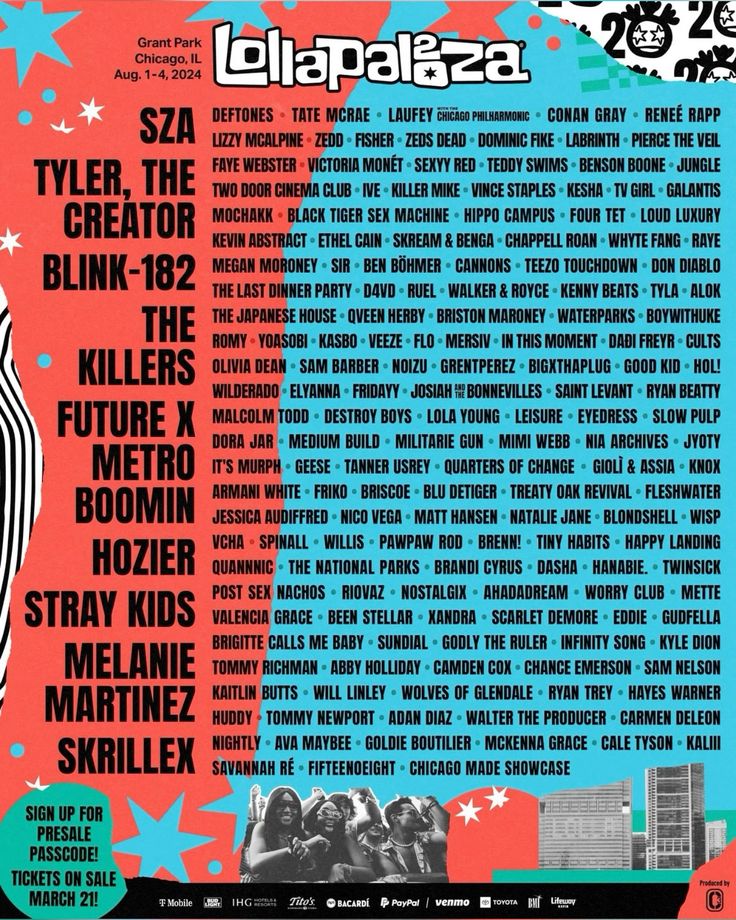 Grant Park
Chicago, IL
Aug. 1-4, 2024
Lollapalooza
20
SZA
TYLER, THE
CREATOR
BLINK-182
THE
KILLERS
FUTURE X
METRO
BOOMIN
HOZIER
STRAY KIDS
MELANIE
MARTINEZ
SKRILLEX
DEFTONES • TATE MCRAE • LAUFEY WITH THE CHICAGO PHILHARMONIC • CONAN GRAY • RENEÉ RAPP
LIZZY MCALPINE • ZEDD • FISHER • ZEDS DEAD • DOMINIC FIKE • LABRINTH • PIERCE THE VEIL
FAYE WEBSTER • VICTORIA MONÉT • SEXYY RED • TEDDY SWIMS • BENSON BOONE • JUNGLE
TWO DOOR CINEMA CLUB • IVE • KILLER MIKE • VINCE STAPLES • KESHA • TV GIRL • GALANTIS
MOCHAKK • BLACK TIGER SEX MACHINE • HIPPO CAMPUS • FOUR TET • LOUD LUXURY
KEVIN ABSTRACT • ETHEL CAIN • SKREAM & BENGA • CHAPPELL ROAN • WHYTE FANG • RAYE
MEGAN MORONEY • SIR • BEN BÖHMER • CANNONS • TEEZO TOUCHDOWN • DON DIABLO
THE LAST DINNER PARTY • D4VD • RUEL • WALKER & ROYCE • KENNY BEATS • TYLA • ALOK
THE JAPANESE HOUSE • QVEEN HERBY • BRISTON MARONEY • WATERPARKS • BOYWITHUKE
ROMY • YOASOBI • KASBO • VEEZE • FLO • MERSIV • IN THIS MOMENT • DAÐI FREYR • CULTS
OLIVIA DEAN • SAM BARBER • NOIZU • GRENTPEREZ • BIGXTHAPLUG • GOOD KID • HOL!
WILDERADO • ELYANNA • FRIDAYY • JOSIAH AND THE BONNEVILLES • SAINT LEVANT • RYAN BEATTY
MALCOLM TODD • DESTROY BOYS • LOLA YOUNG • LEISURE • EYEDRESS • SLOW PULP
DORA JAR • MEDIUM BUILD • MILITARIE GUN • MIMI WEBB • NIA ARCHIVES • JYOTY
IT'S MURPH • GEESE • TANNER USREY • QUARTERS OF CHANGE • GIOLÌ & ASSIA • KNOX
ARMANI WHITE • FRIKO • BRISCOE • BLU DETIGER • TREATY OAK REVIVAL • FLESHWATER
JESSICA AUDIFFRED • NICO VEGA • MATT HANSEN • NATALIE JANE • BLONDSHELL • WISP
VCHA • SPINALL • WILLIS • PAWPAW ROD • BRENN! • TINY HABITS • HAPPY LANDING
QUANNNIC • THE NATIONAL PARKS • BRANDI CYRUS • DASHA • HANABIE. • TWINSICK
POST SEX NACHOS • RIOVAZ • NOSTALGIX • AHADADREAM • WORRY CLUB • METTE
VALENCIA GRACE • BEEN STELLAR • XANDRA • SCARLET DEMORE • EDDIE • GUDFELLA
BRIGITTE CALLS ME BABY • SUNDIAL • GODLY THE RULER • INFINITY SONG • KYLE DION
TOMMY RICHMAN • ABBY HOLLIDAY • CAMDEN COX • CHANCE EMERSON • SAM NELSON
KAITLIN BUTTS • WILL LINLEY • WOLVES OF GLENDALE • RYAN TREY • HAYES WARNER
HUDDY • TOMMY NEWPORT • ADAN DIAZ • WALTER THE PRODUCER • CARMEN DELEON
NIGHTLY • AVA MAYBEE • GOLDIE BOUTILIER • MCKENNA GRACE • CALE TYSON • KALIII
SAVANNAH RÉ • FIFTEENOEIGHT • CHICAGO MADE SHOWCASE
SIGN UP FOR
PRESALE
PASSCODE!
TICKETS ON SALE
MARCH 21!
T Mobile BUD LIGHT IHG HOTELS & RESORTS Tito's BACARDÍ PayPal | venmo TOYOTA BMI Lifeway KEFIR
Produced by